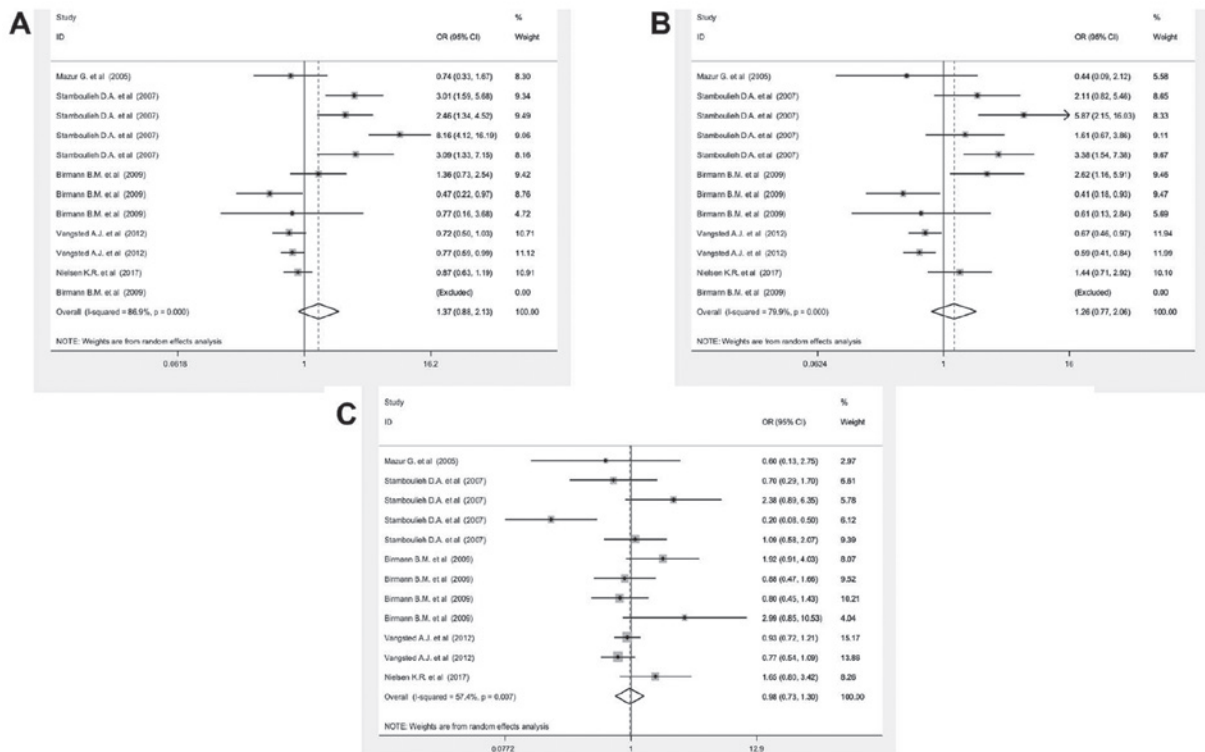 A
Study %
ID OR (95% CI) Weight
Mazur G. et al (2005) 0.74 (0.33, 1.67) 8.30
Stamboulieh D.A. et al (2007) 3.01 (1.59, 5.68) 9.34
Stamboulieh D.A. et al (2007) 2.46 (1.34, 4.52) 9.49
Stamboulieh D.A. et al (2007) 8.16 (4.12, 16.19) 9.06
Stamboulieh D.A. et al (2007) 3.09 (1.33, 7.15) 8.16
Birmann B.M. et al (2009) 1.36 (0.73, 2.54) 9.42
Birmann B.M. et al (2009) 0.47 (0.22, 0.97) 8.76
Birmann B.M. et al (2009) 0.77 (0.16, 3.68) 4.72
Vangsted A.J. et al (2012) 0.72 (0.50, 1.03) 10.71
Vangsted A.J. et al (2012) 0.77 (0.59, 0.99) 11.12
Nielsen K.R. et al (2017) 0.87 (0.63, 1.19) 10.91
Birmann B.M. et al (2009) (Excluded) 0.00
Overall (I-squared = 86.9%, p = 0.000) 1.37 (0.88, 2.13) 100.00
NOTE: Weights are from random effects analysis
0.0618 1 16.2
B
Study %
ID OR (95% CI) Weight
Mazur G. et al (2005) 0.44 (0.09, 2.12) 5.58
Stamboulieh D.A. et al (2007) 2.11 (0.82, 5.46) 8.65
Stamboulieh D.A. et al (2007) 5.87 (2.15, 16.03) 8.33
Stamboulieh D.A. et al (2007) 1.61 (0.67, 3.86) 9.11
Stamboulieh D.A. et al (2007) 3.38 (1.54, 7.38) 9.67
Birmann B.M. et al (2009) 2.62 (1.16, 5.91) 9.46
Birmann B.M. et al (2009) 0.41 (0.18, 0.93) 9.47
Birmann B.M. et al (2009) 0.61 (0.13, 2.84) 5.69
Vangsted A.J. et al (2012) 0.67 (0.46, 0.97) 11.94
Vangsted A.J. et al (2012) 0.59 (0.41, 0.84) 11.99
Nielsen K.R. et al (2017) 1.44 (0.71, 2.92) 10.10
Birmann B.M. et al (2009) (Excluded) 0.00
Overall (I-squared = 79.9%, p = 0.000) 1.26 (0.77, 2.06) 100.00
NOTE: Weights are from random effects analysis
0.0624 1 16
C
Study %
ID OR (95% CI) Weight
Mazur G. et al (2005) 0.60 (0.13, 2.75) 2.97
Stamboulieh D.A. et al (2007) 0.70 (0.29, 1.70) 6.61
Stamboulieh D.A. et al (2007) 2.38 (0.89, 6.35) 5.78
Stamboulieh D.A. et al (2007) 0.20 (0.08, 0.50) 6.12
Stamboulieh D.A. et al (2007) 1.09 (0.58, 2.07) 9.39
Birmann B.M. et al (2009) 1.92 (0.91, 4.03) 8.07
Birmann B.M. et al (2009) 0.88 (0.47, 1.66) 9.52
Birmann B.M. et al (2009) 0.80 (0.45, 1.43) 10.21
Birmann B.M. et al (2009) 2.99 (0.85, 10.53) 4.04
Vangsted A.J. et al (2012) 0.93 (0.72, 1.21) 15.17
Vangsted A.J. et al (2012) 0.77 (0.54, 1.09) 13.86
Nielsen K.R. et al (2017) 1.65 (0.80, 3.42) 8.26
Overall (I-squared = 57.4%, p = 0.007) 0.98 (0.73, 1.30) 100.00
NOTE: Weights are from random effects analysis
0.0772 1 12.9